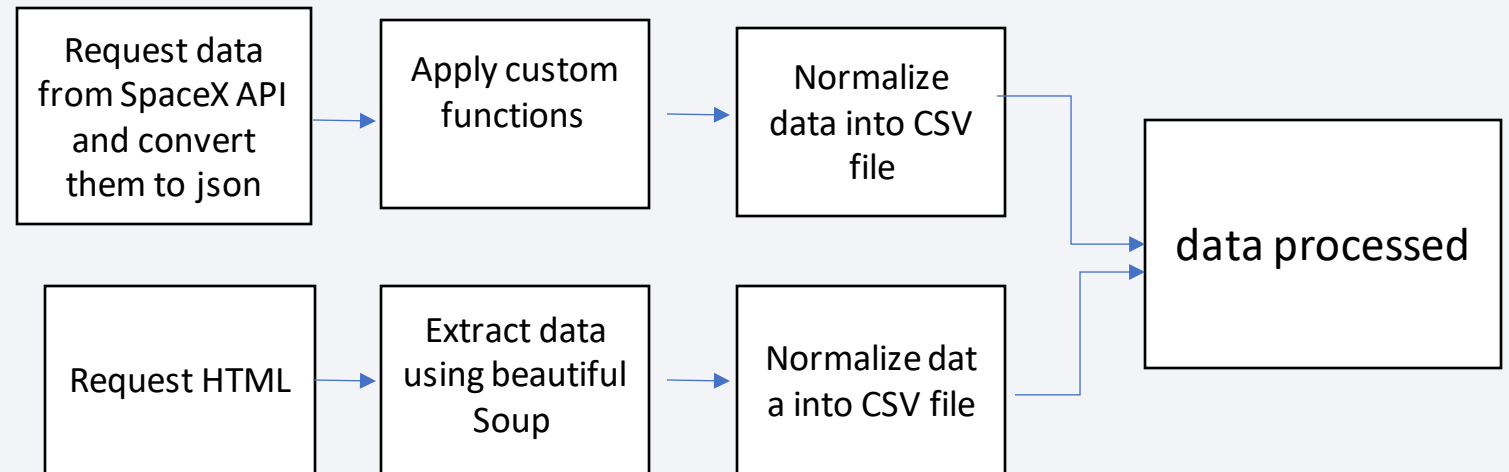 Request data
from SpaceX API
and convert
them to json
Apply custom
functions
Normalize
data into CSV
file
data processed
Request HTML
Extract data
using beautiful
Soup
Normalize dat
a into CSV file